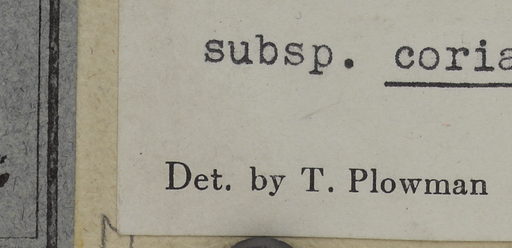 subsp. coria
Det. by T. Plowman